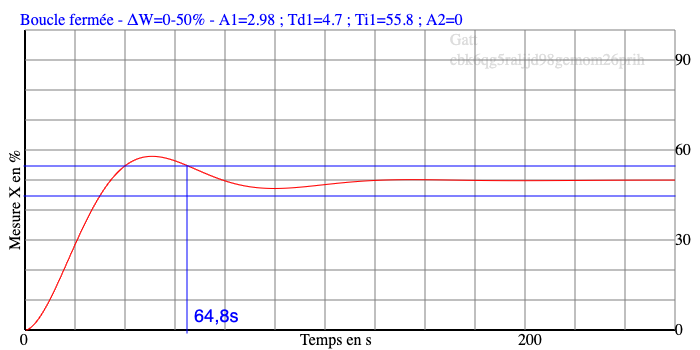 Boucle fermée - ΔW=0-50% - A1=2.98 ; Td1=4.7 ; Ti1=55.8 ; A2=0
Gatt
90
60
Mesure X en %
30
64,8s
0
0
Temps en s
200